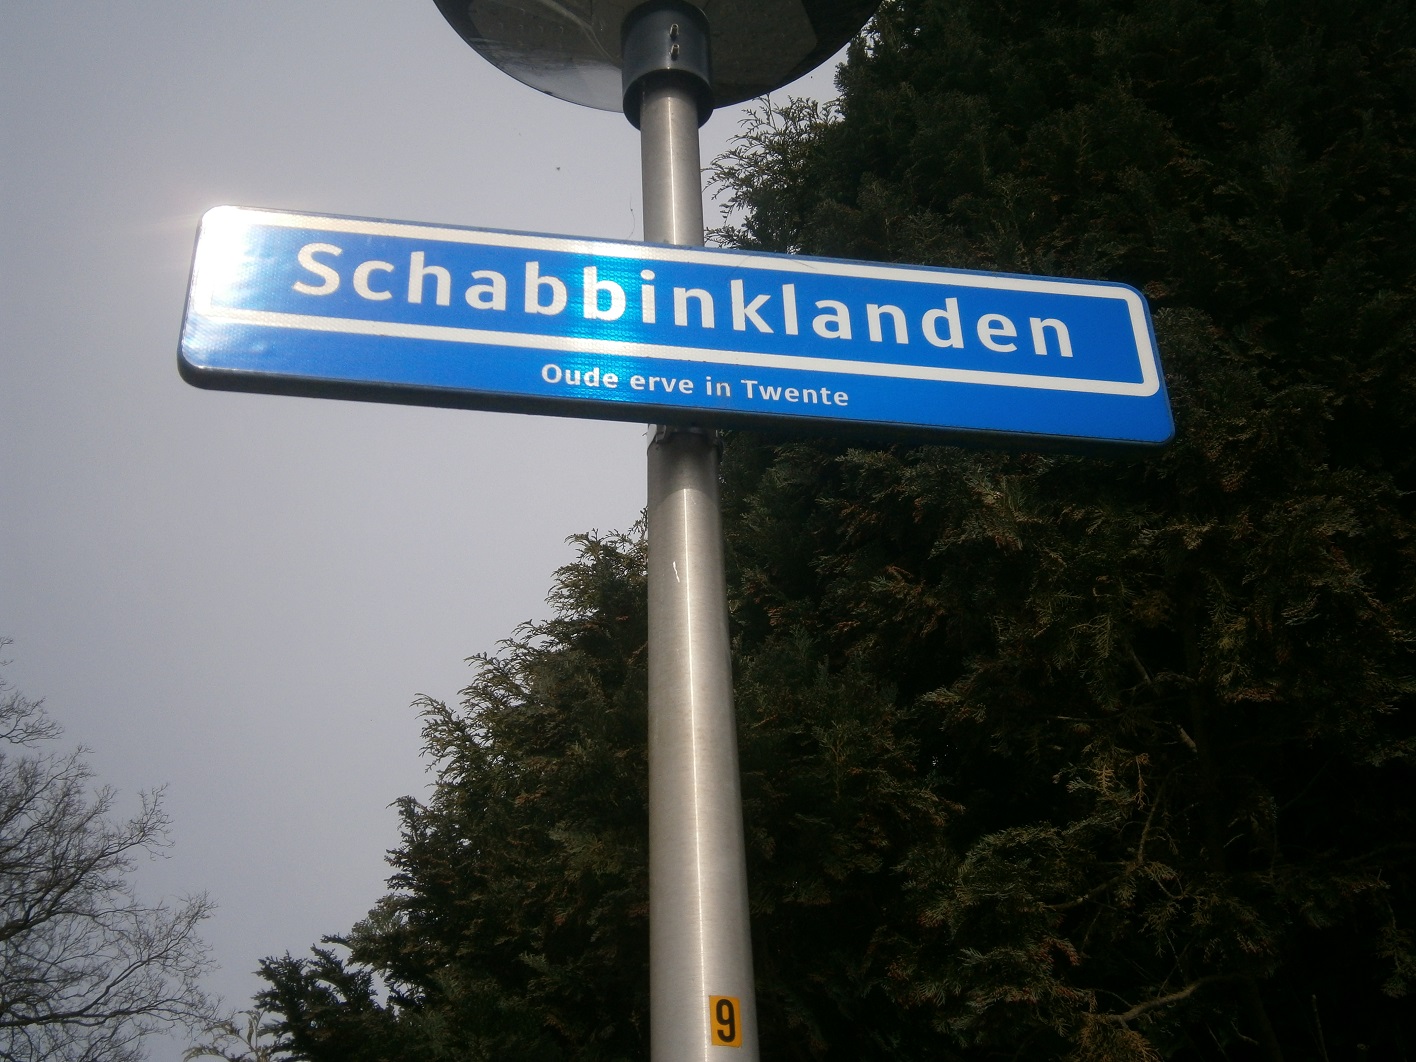 Schabbinklanden
Oude erve in Twente
9